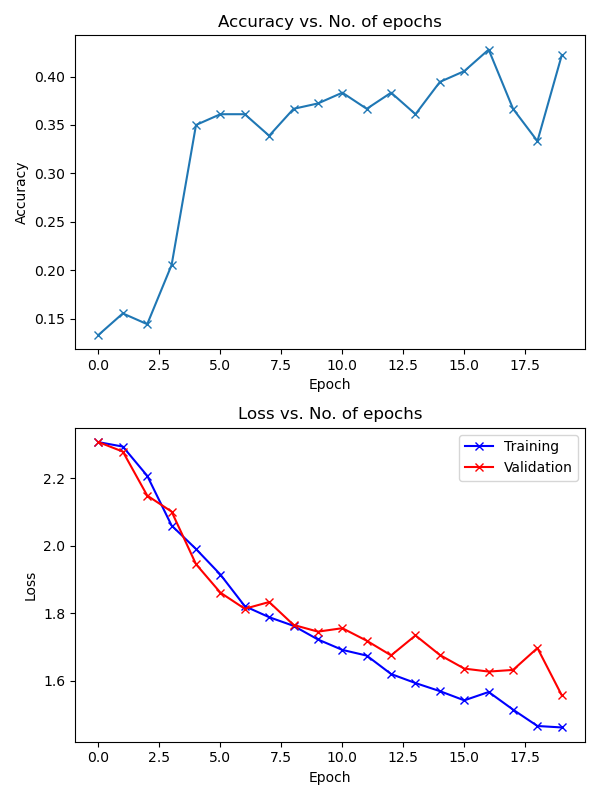 Accuracy vs. No. of epochs
0.40
0.35
0.30
0.25
0.20
0.15
Accuracy
0.0 2.5 5.0 7.5 10.0 12.5 15.0 17.5
Epoch
Loss vs. No. of epochs
Training
Validation
2.2
2.0
1.8
1.6
Loss
0.0 2.5 5.0 7.5 10.0 12.5 15.0 17.5
Epoch